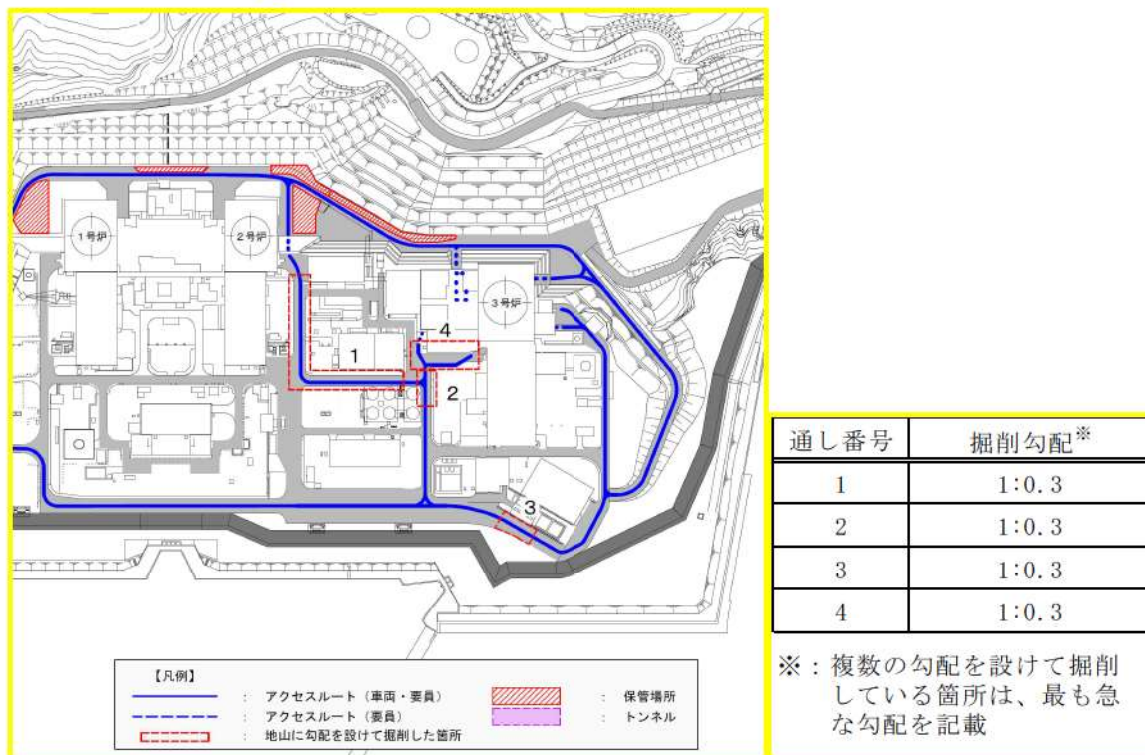 1号炉
2号炉
3号炉
4
1
2
3
【凡例】
： アクセスルート（車両・要員）
： アクセスルート（要員）
： 地山に勾配を設けて掘削した箇所
： 保管場所
： トンネル
通し番号 掘削勾配※
1 1:0.3
2 1:0.3
3 1:0.3
4 1:0.3
※：複数の勾配を設けて掘削
している箇所は、最も急
な勾配を記載